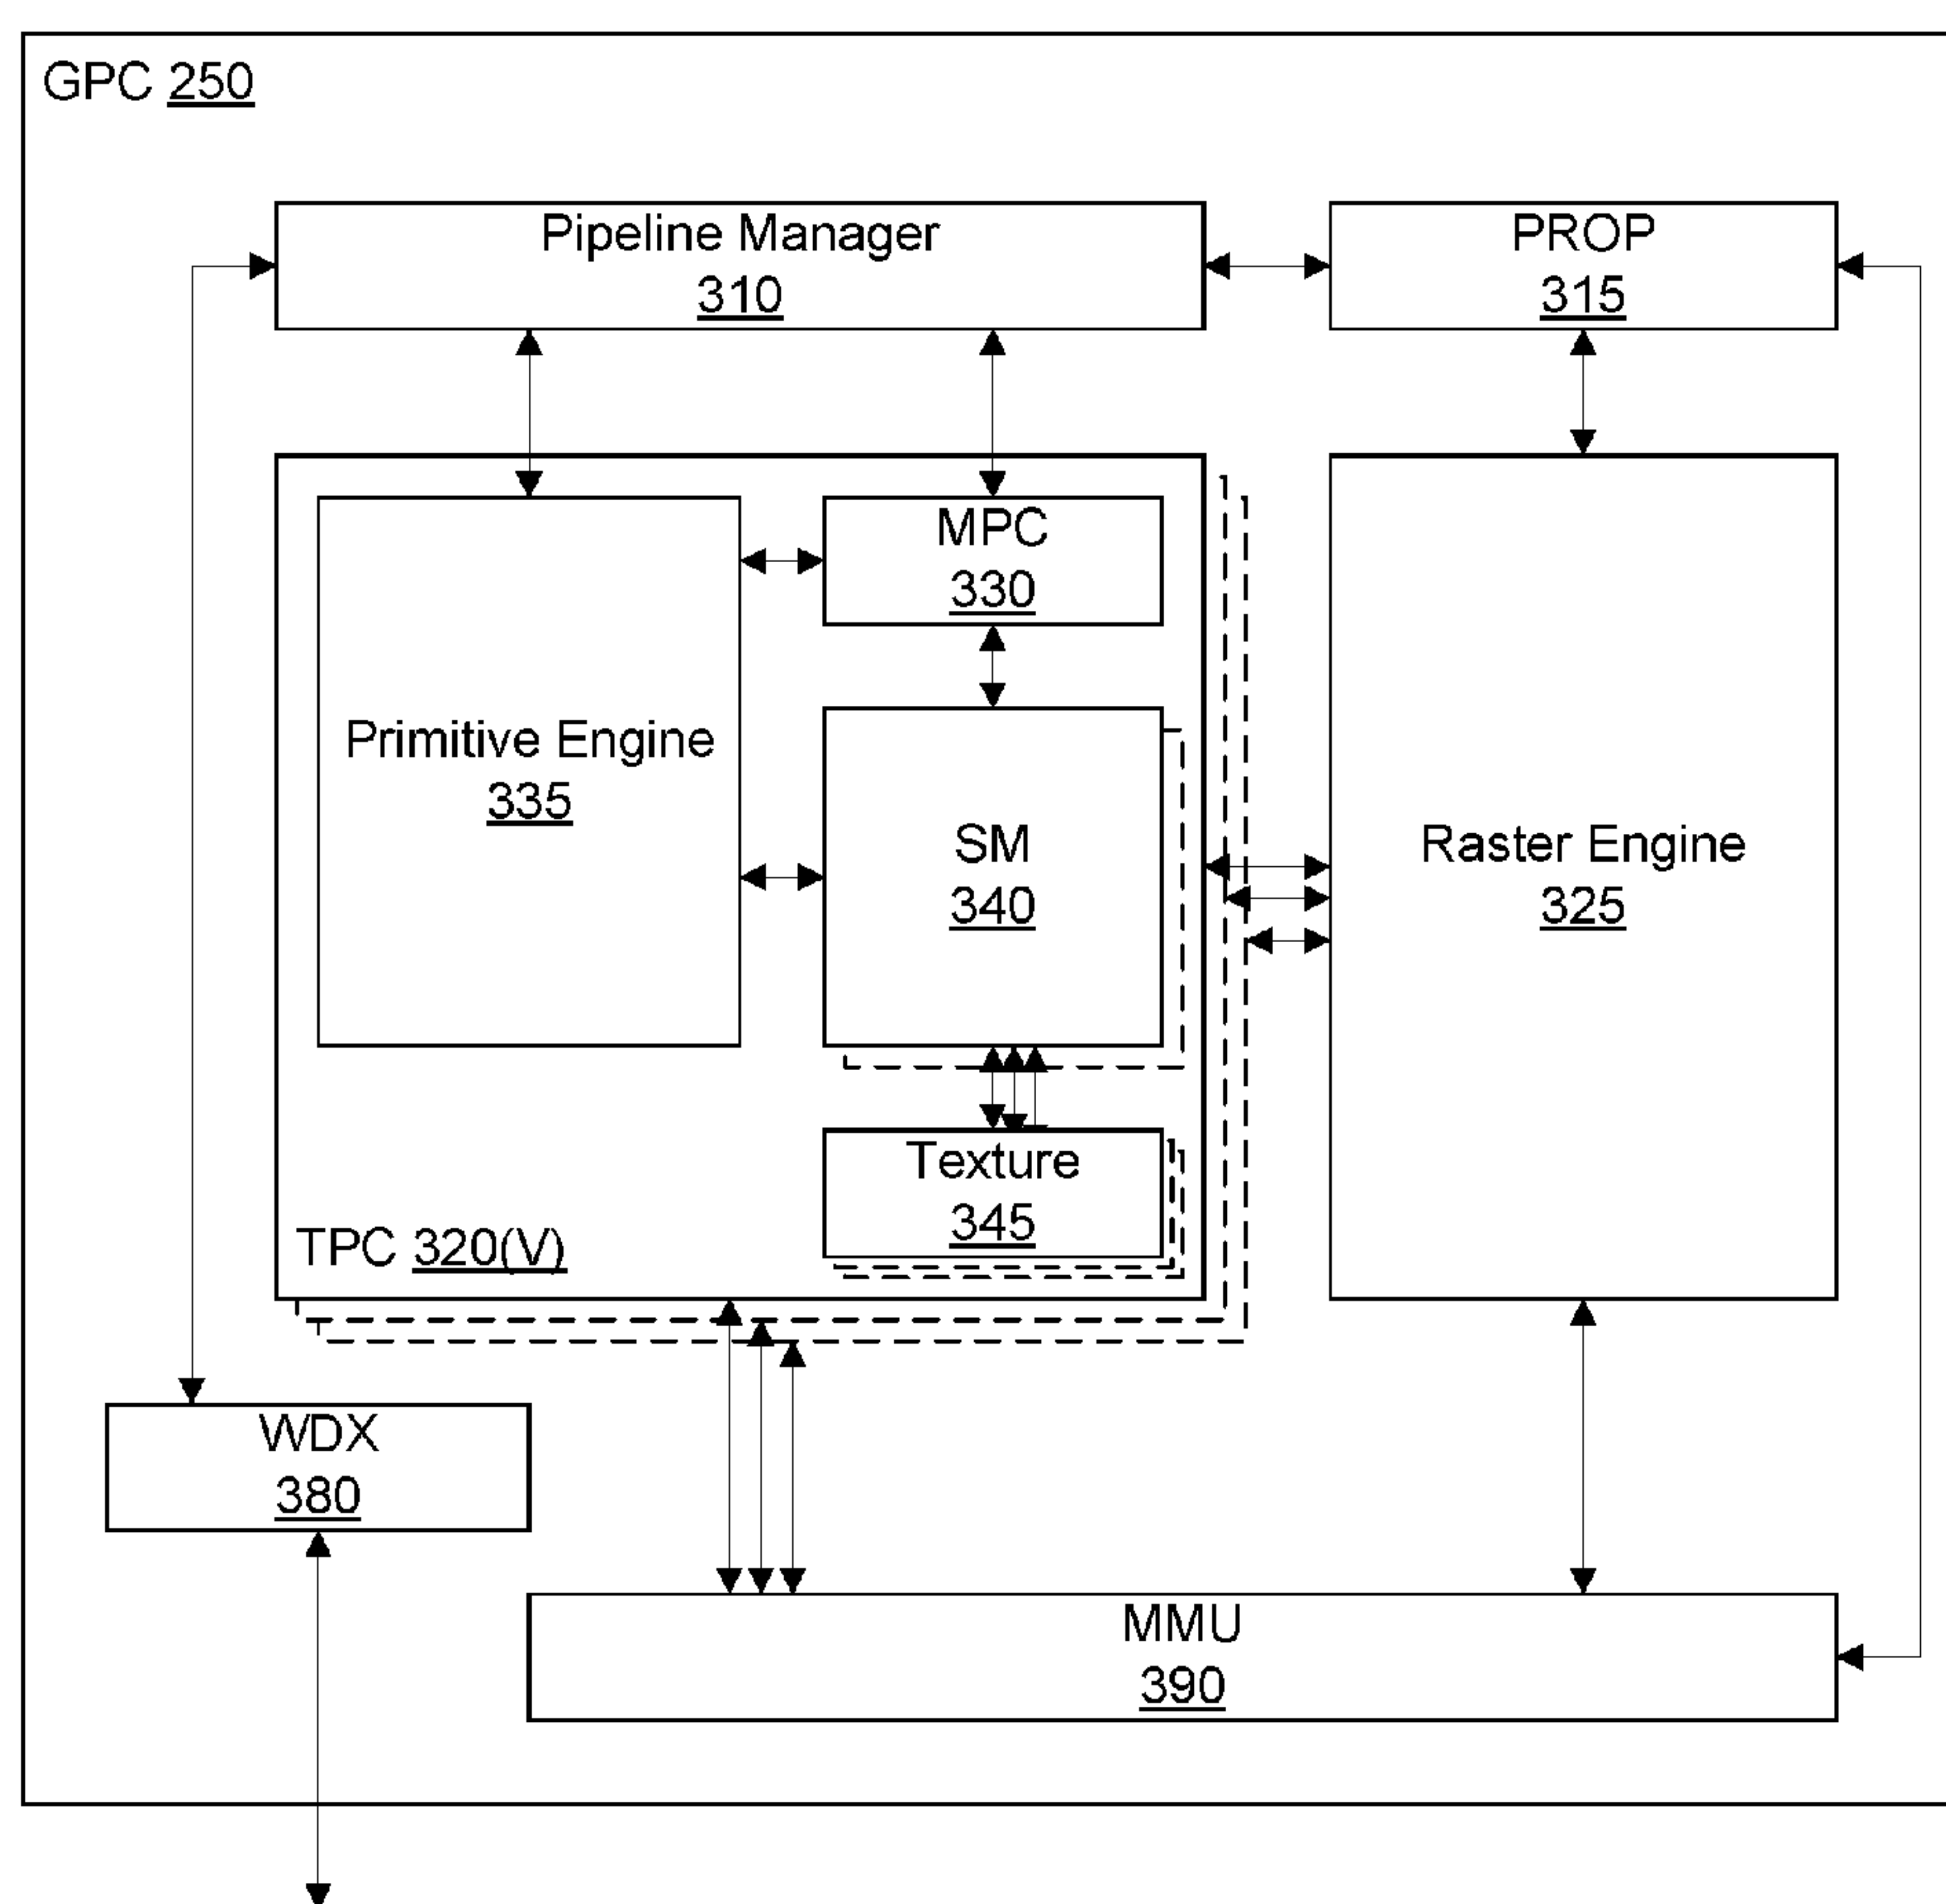 GPC 250
Pipeline Manager
310
PROP
315
MPC
330
Primitive Engine
335
SM
340
Raster Engine
325
Texture
345
TPC 320(V)
WDX
380
MMU
390